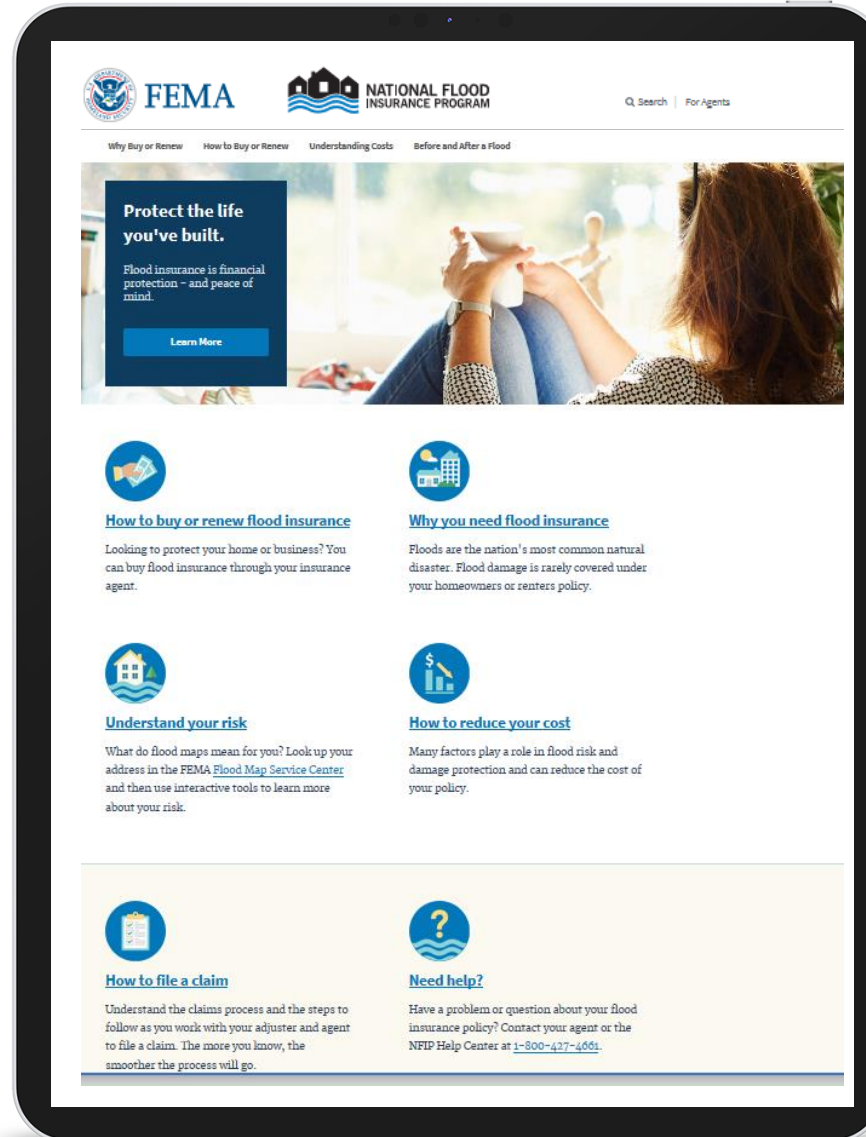 FEMA
NATIONAL FLOOD
INSURANCE PROGRAM
Search
For Agents
Why Buy or Renew
How to Buy or Renew
Understanding Costs
Before and After a Flood
Protect the life
you've built.
Flood insurance is financial
protection – and peace of
mind.
Learn More
How to buy or renew flood insurance
Looking to protect your home or business? You
can buy flood insurance through your insurance
agent.
Why you need flood insurance
Floods are the nation's most common natural
disaster. Flood damage is rarely covered under
your homeowners or renters policy.
Understand your risk
What do flood maps mean for you? Look up your
address in the FEMA Flood Map Service Center
and then use interactive tools to learn more
about your risk.
$
How to reduce your cost
Many factors play a role in flood risk and
damage protection and can reduce the cost of
your policy.
How to file a claim
Understand the claims process and the steps to
follow as you work with your adjuster and agent
to file a claim. The more you know, the
smoother the process will go.
?
Need help?
Have a problem or question about your flood
insurance policy? Contact your agent or the
NFIP Help Center at 1-800-427-4661.